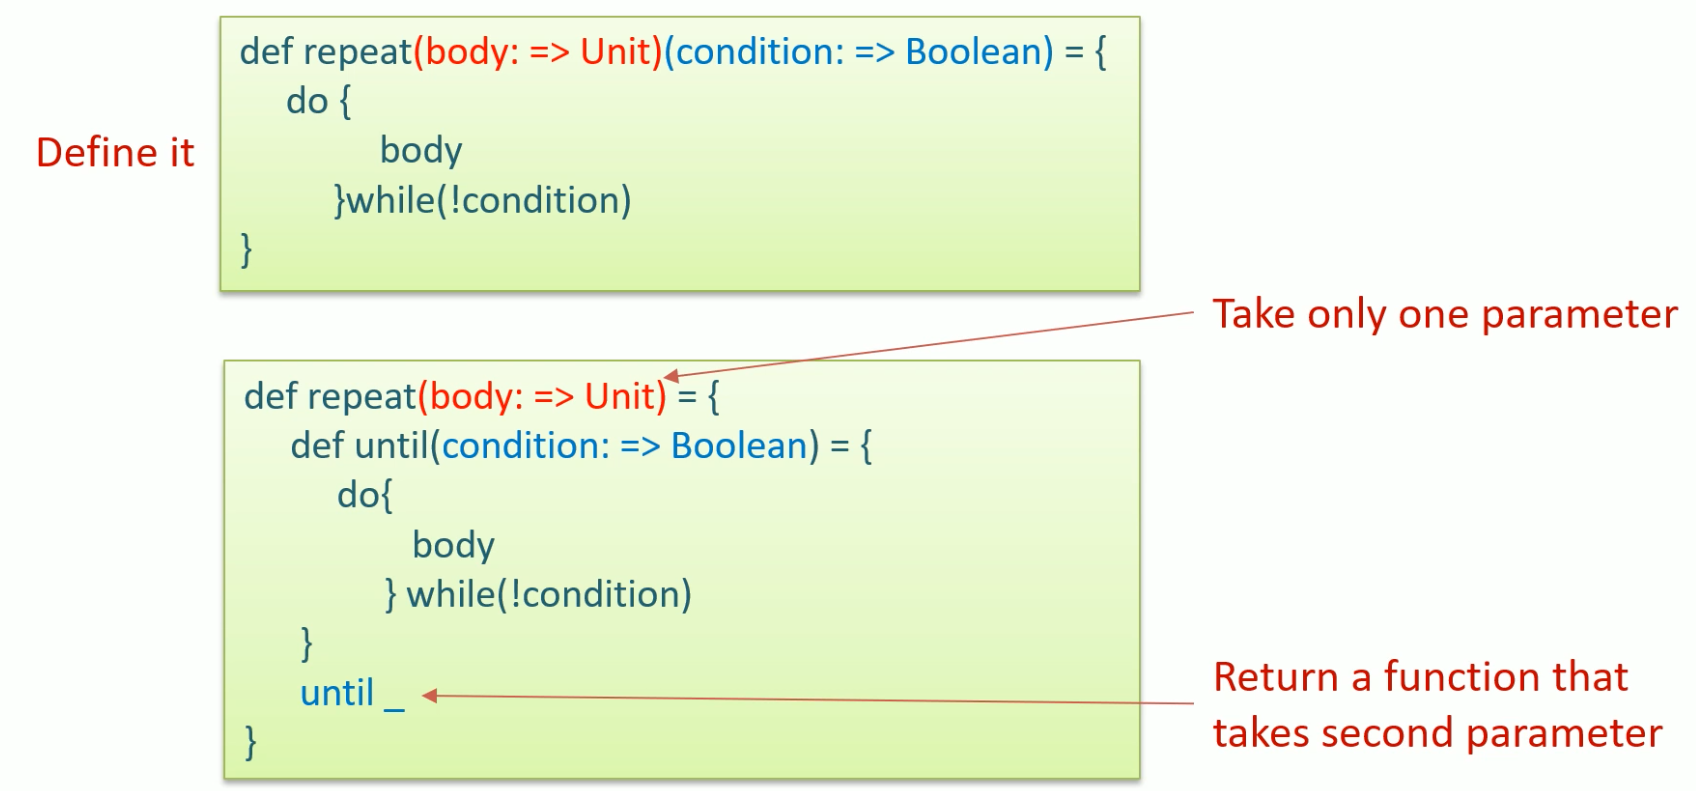 def repeat(body: => Unit)(condition: => Boolean) = {
do {
body
}while(!condition)
}
Define it
Take only one parameter
def repeat(body: => Unit) = {
def until(condition: => Boolean) = {
do{
body
} while(!condition)
}
until _
}
Return a function that
takes second parameter